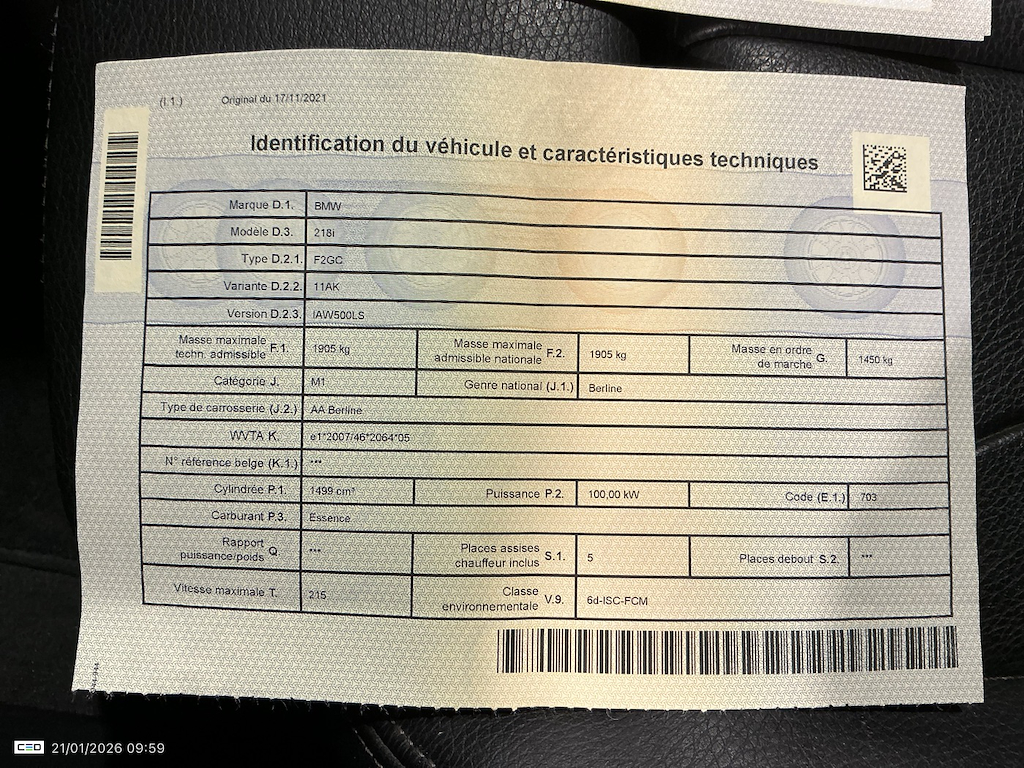 (I.1.) Original du 17/11/2021
Identification du véhicule et caractéristiques techniques
Marque D.1. BMW
Modèle D.3. 218i
Type D.2.1. F2GC
Variante D.2.2. 11AK
Version D.2.3. IAW500LS
Masse maximale techn. admissible F.1. 1905 kg Masse maximale admissible nationale F.2. 1905 kg Masse en ordre de marche G. 1450 kg
Catégorie J. M1 Genre national (J.1.) Berline
Type de carrosserie (J.2.) AA Berline
WVTA K. e1*2007/46*2064*05
N° référence belge (K.1.) ***
Cylindrée P.1. 1499 cm³ Puissance P.2. 100,00 kW Code (E.1.) 703
Carburant P.3. Essence
Rapport puissance/poids Q. *** Places assises chauffeur inclus S.1. 5 Places debout S.2. ***
Vitesse maximale T. 215 Classe environnementale V.9. 6d-ISC-FCM
CEO 21/01/2026 09:59